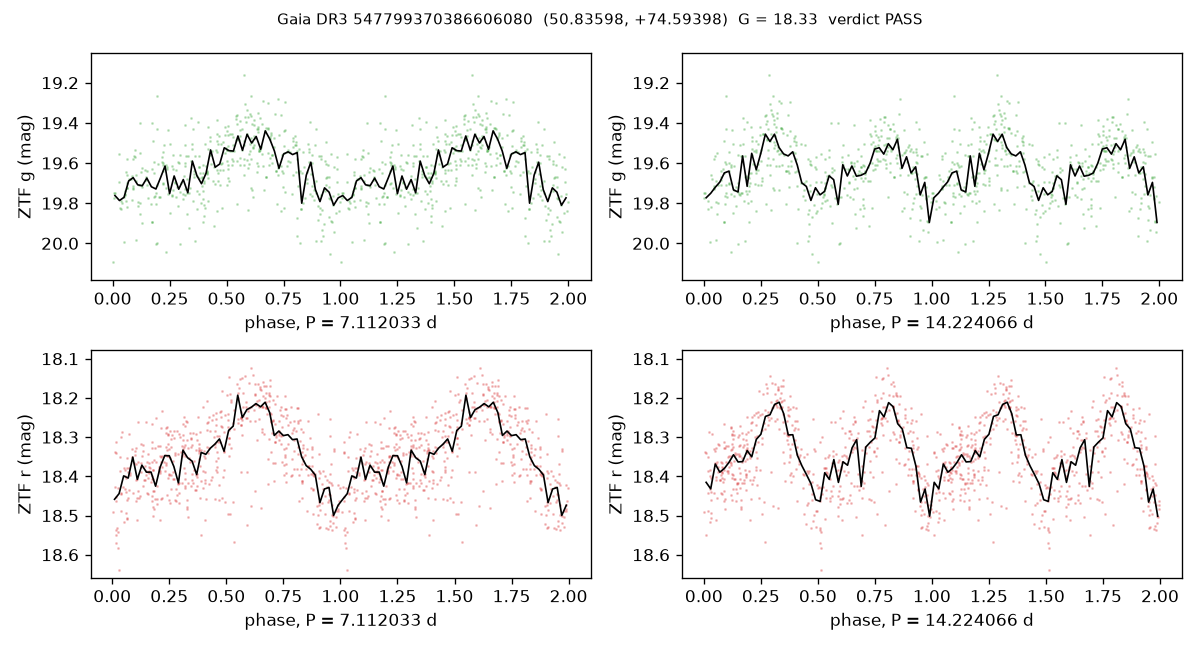 Gaia DR3 547799370386606080  (50.83598, +74.59398)  G = 18.33  verdict PASS
ZTF g (mag)
19.2
19.4
19.6
19.8
20.0
0.00 0.25 0.50 0.75 1.00 1.25 1.50 1.75 2.00
phase, P = 7.112033 d
ZTF g (mag)
19.2
19.4
19.6
19.8
20.0
0.00 0.25 0.50 0.75 1.00 1.25 1.50 1.75 2.00
phase, P = 14.224066 d
ZTF r (mag)
18.1
18.2
18.3
18.4
18.5
18.6
0.00 0.25 0.50 0.75 1.00 1.25 1.50 1.75 2.00
phase, P = 7.112033 d
ZTF r (mag)
18.1
18.2
18.3
18.4
18.5
18.6
0.00 0.25 0.50 0.75 1.00 1.25 1.50 1.75 2.00
phase, P = 14.224066 d